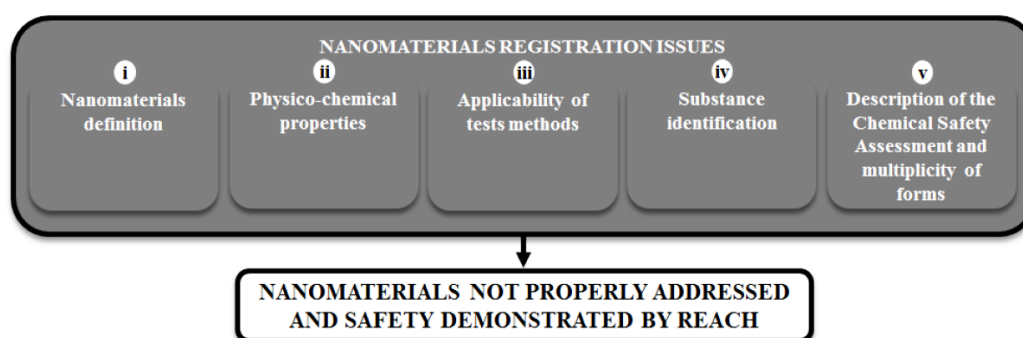 NANOMATERIALS REGISTRATION ISSUES
i
Nanomaterials
definition
ii
Physico-chemical
properties
iii
Applicability of
tests methods
iv
Substance
identification
v
Description of the
Chemical Safety
Assessment and
multiplicity of
forms
NANOMATERIALS NOT PROPERLY ADDRESSED
AND SAFETY DEMONSTRATED BY REACH